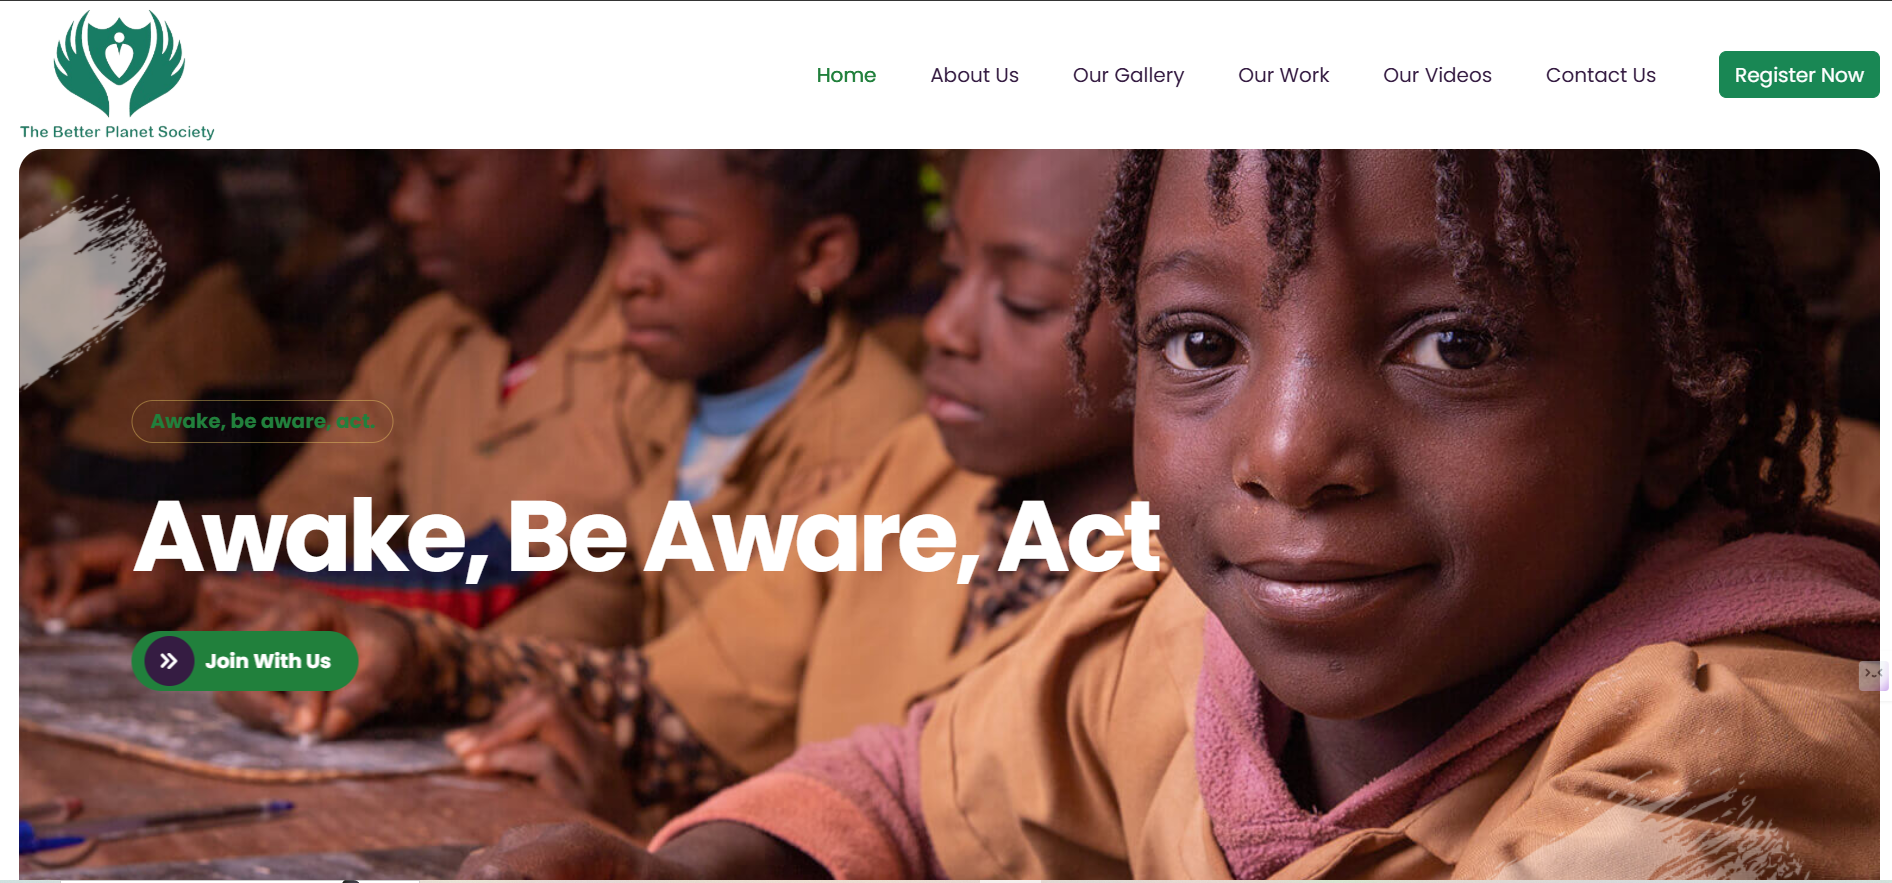 The Better Planet Society
Home
About Us
Our Gallery
Our Work
Our Videos
Contact Us
Register Now
Awake, be aware, act.
Awake, Be Aware, Act
Join With Us